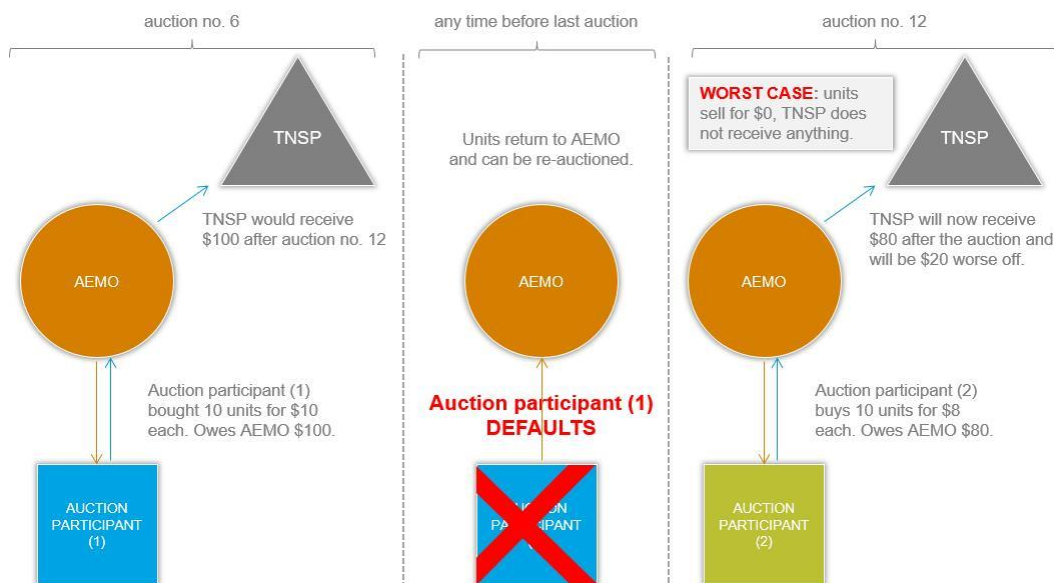 auction no. 6
TNSP
TNSP would receive
$100 after auction no. 12
AEMO
Auction participant (1)
bought 10 units for $10
each. Owes AEMO $100.
AUCTION
PARTICIPANT
(1)
any time before last auction
Units return to AEMO
and can be re-auctioned.
AEMO
Auction participant (1)
DEFAULTS
AUCTION
PARTICIPANT
auction no. 12
WORST CASE: units
sell for $0, TNSP does
not receive anything.
TNSP
TNSP will now receive
$80 after the auction and
will be $20 worse off.
AEMO
Auction participant (2)
buys 10 units for $8
each. Owes AEMO $80.
AUCTION
PARTICIPANT
(2)